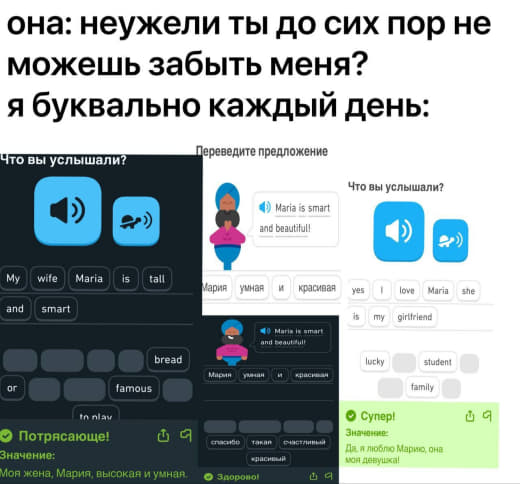 она: неужели ты до сих пор не
можешь забыть меня?
я буквально каждый день:
Что вы услышали?
My wife Maria is tall
and smart
bread
or famous
to play
Потрясающе!
Значение:
Моя жена, Мария, высокая и умная.
Переведите предложение
Maria is smart
and beautiful!
Мария умная и красивая
Maria is smart
and beautiful!
Мария умная и красивая
спасибо такая счастливый
красивый
Здорово!
Что вы услышали?
yes I love Maria she
is my girlfriend
lucky student
family
Супер!
Значение:
Да, я люблю Марию, она
моя девушка!